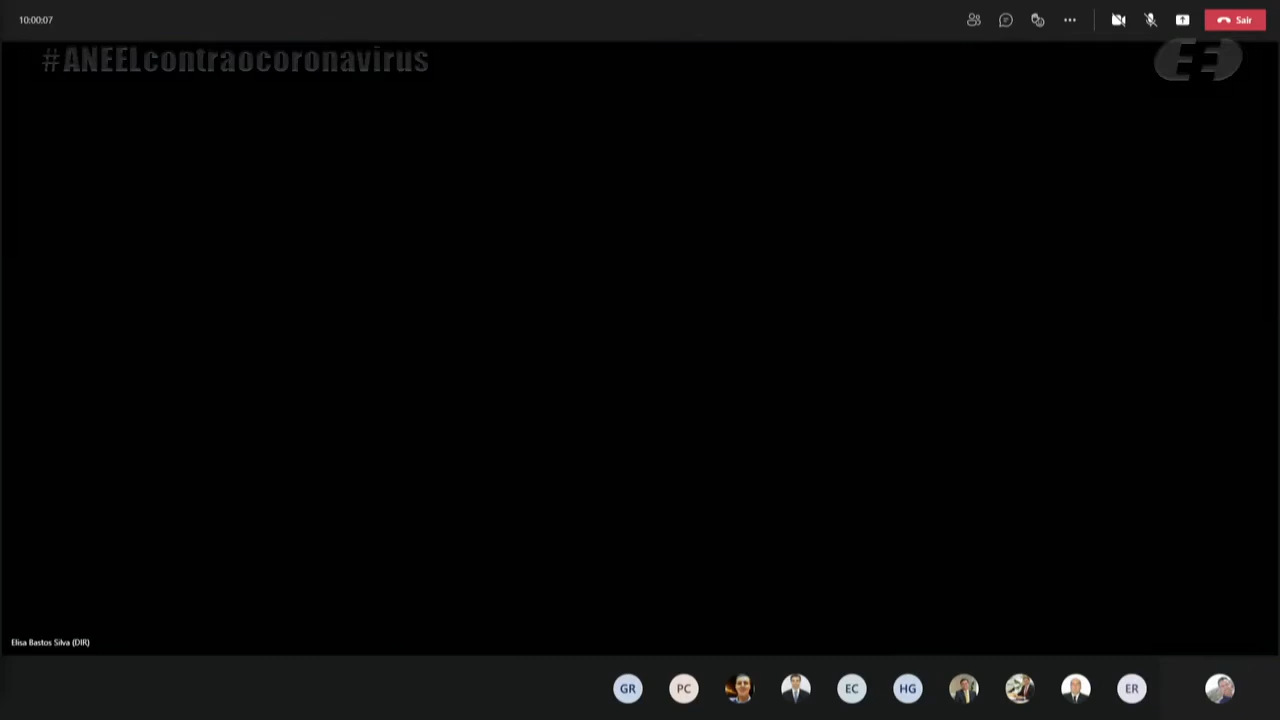 10:00:07
Sair
#ANEELcontraocoronavirus
Elisa Bastos Silva (DIR)
GR
PC
EC
HG
ER